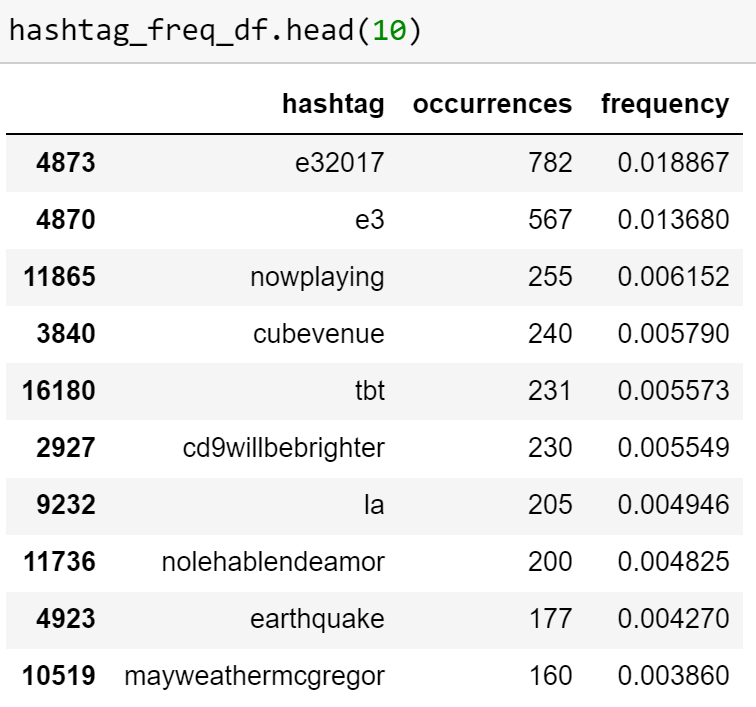 hashtag_freq_df.head(10)
hashtag occurrences frequency
4873 e32017 782 0.018867
4870 e3 567 0.013680
11865 nowplaying 255 0.006152
3840 cubevenue 240 0.005790
16180 tbt 231 0.005573
2927 cd9willbebrighter 230 0.005549
9232 la 205 0.004946
11736 nolehablendeamor 200 0.004825
4923 earthquake 177 0.004270
10519 mayweathermcgregor 160 0.003860